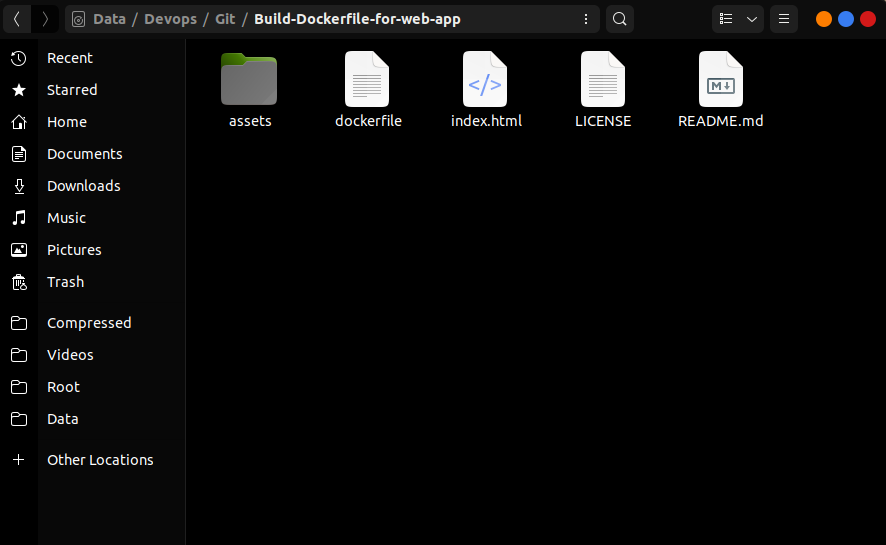 Data / Devops / Git / Build-Dockerfile-for-web-app
Recent
Starred
Home
Documents
Downloads
Music
Pictures
Trash
Compressed
Videos
Root
Data
Other Locations
assets
dockerfile
</>
index.html
LICENSE
M
README.md